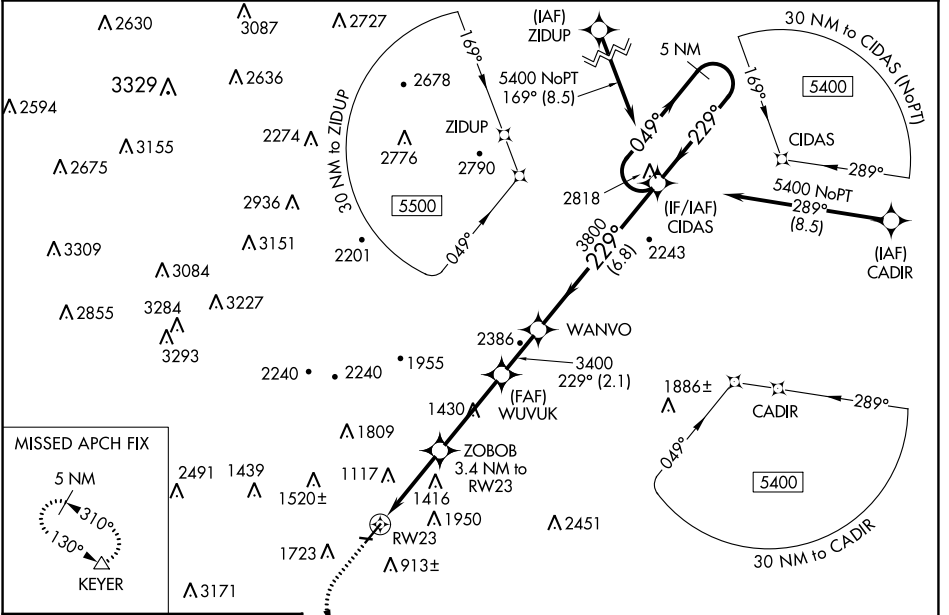 2630
3087
2727
(IAF)
ZIDUP
30 NM to CIDAS (NoPT)
3329
2636
169°
2678
5400 NoPT
169° (8.5)
5 NM
169°
5400
2594
30 NM to ZIDUP
3155
2274
2776
ZIDUP
2790
049°
229°
CIDAS
289°
2675
2936
5500
2818
(IF/IAF)
CIDAS
5400 NoPT
289°
(8.5)
3309
3151
2201
049°
3800
229°
(6.8)
2243
(IAF)
CADIR
3084
2855
3284
3227
3293
2386
WANVO
2240
2240
1955
3400
229° (2.1)
(FAF)
WUVUK
1430
1886±
CADIR
289°
049°
MISSED APCH FIX
5 NM
310°
130°
KEYER
1809
ZOBOB
3.4 NM to
RW23
2491
1439
1520±
1117
1416
5400
1950
2451
RW23
1723
913±
30 NM to CADIR
3171